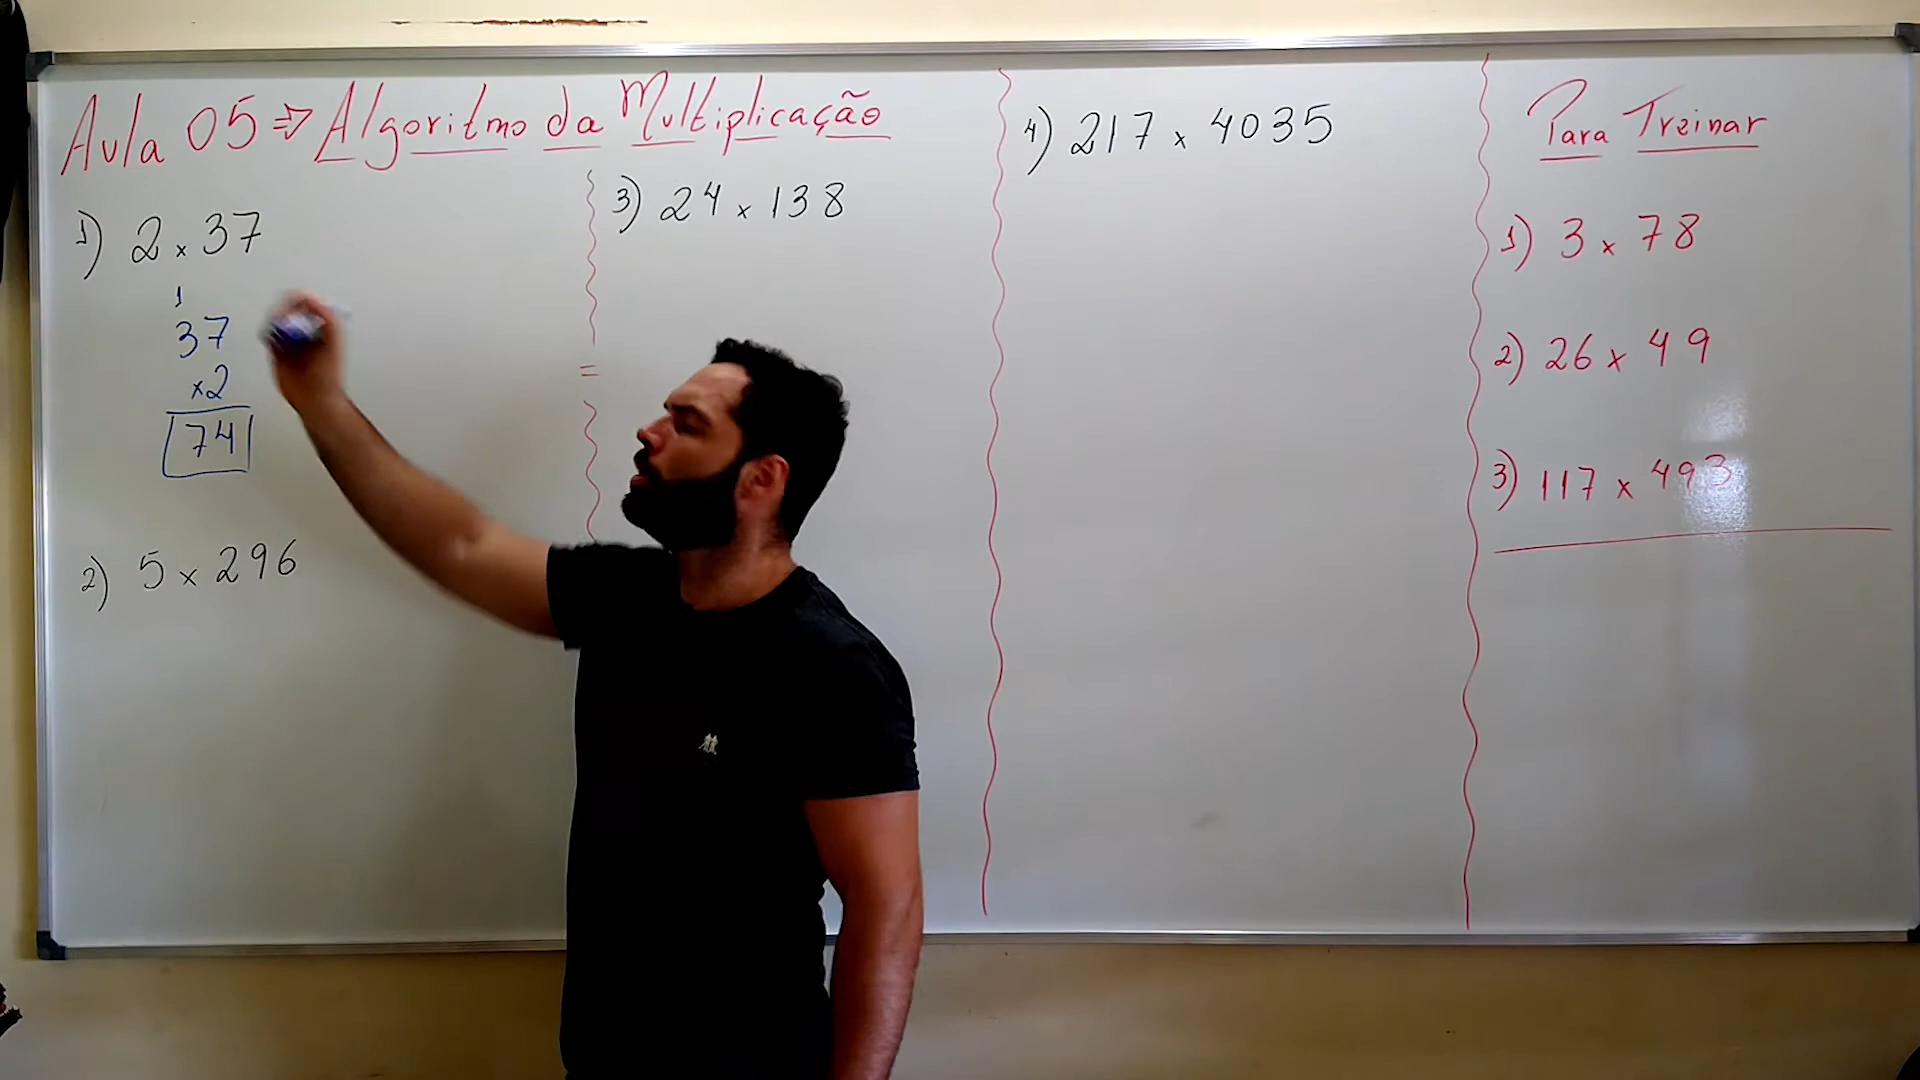 Aula 05 ⇒ Algoritmo da Multiplicação
1) 2 x 37
1
37
x2
74
2) 5 x 296
3) 24 x 138
=
4) 217 x 4035
Para Treinar
1) 3 x 78
2) 26 x 49
3) 117 x 493